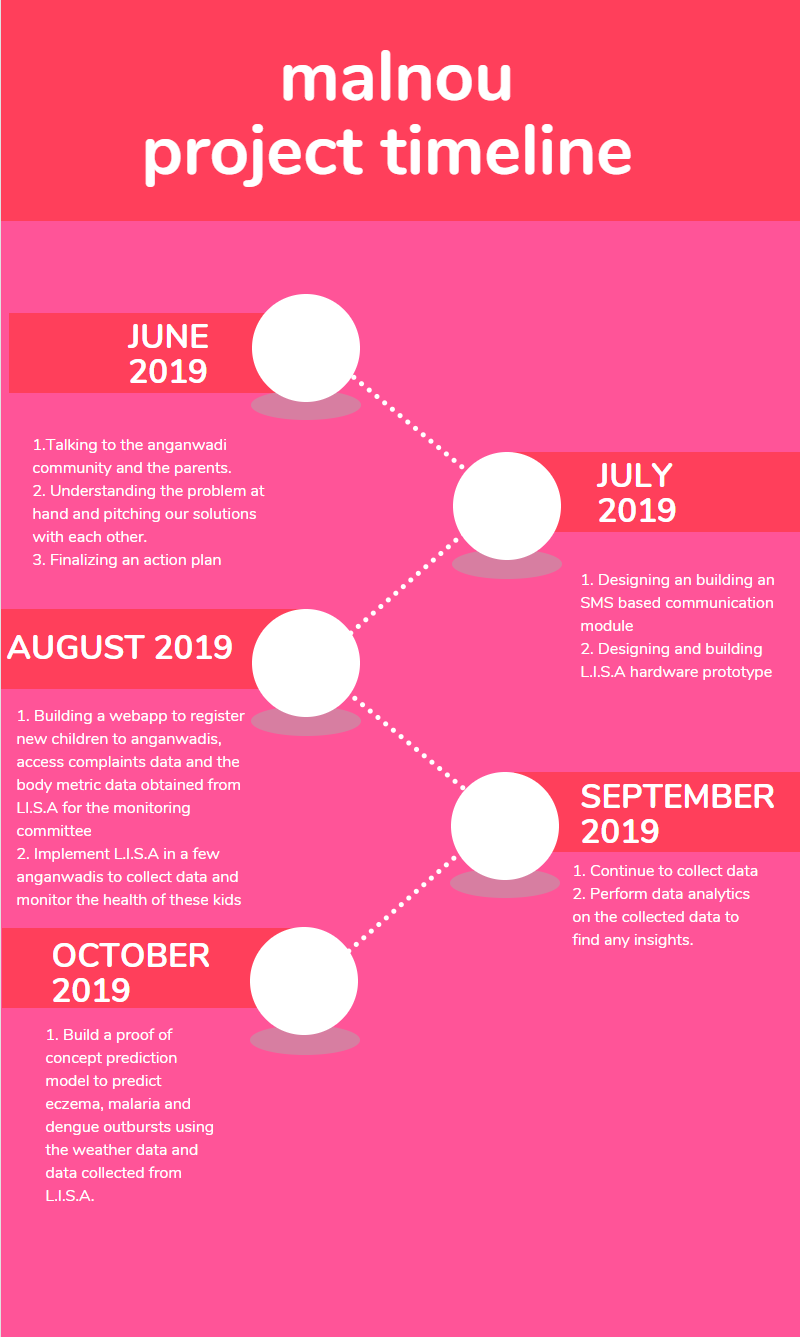 malnou
project timeline
JUNE
2019
1.Talking to the anganwadi
community and the parents.
2. Understanding the problem at
hand and pitching our solutions
with each other.
3. Finalizing an action plan
JULY
2019
1. Designing an building an
SMS based communication
module
2. Designing and building
L.I.S.A hardware prototype
AUGUST 2019
1. Building a webapp to register
new children to anganwadis,
access complaints data and the
body metric data obtained from
LI.S.A for the monitoring
committee
2. Implement L.I.S.A in a few
anganwadis to collect data and
monitor the health of these kids
SEPTEMBER
2019
1. Continue to collect data
2. Perform data analytics
on the collected data to
find any insights.
OCTOBER
2019
1. Build a proof of
concept prediction
model to predict
eczema, malaria and
dengue outbursts using
the weather data and
data collected from
L.I.S.A.